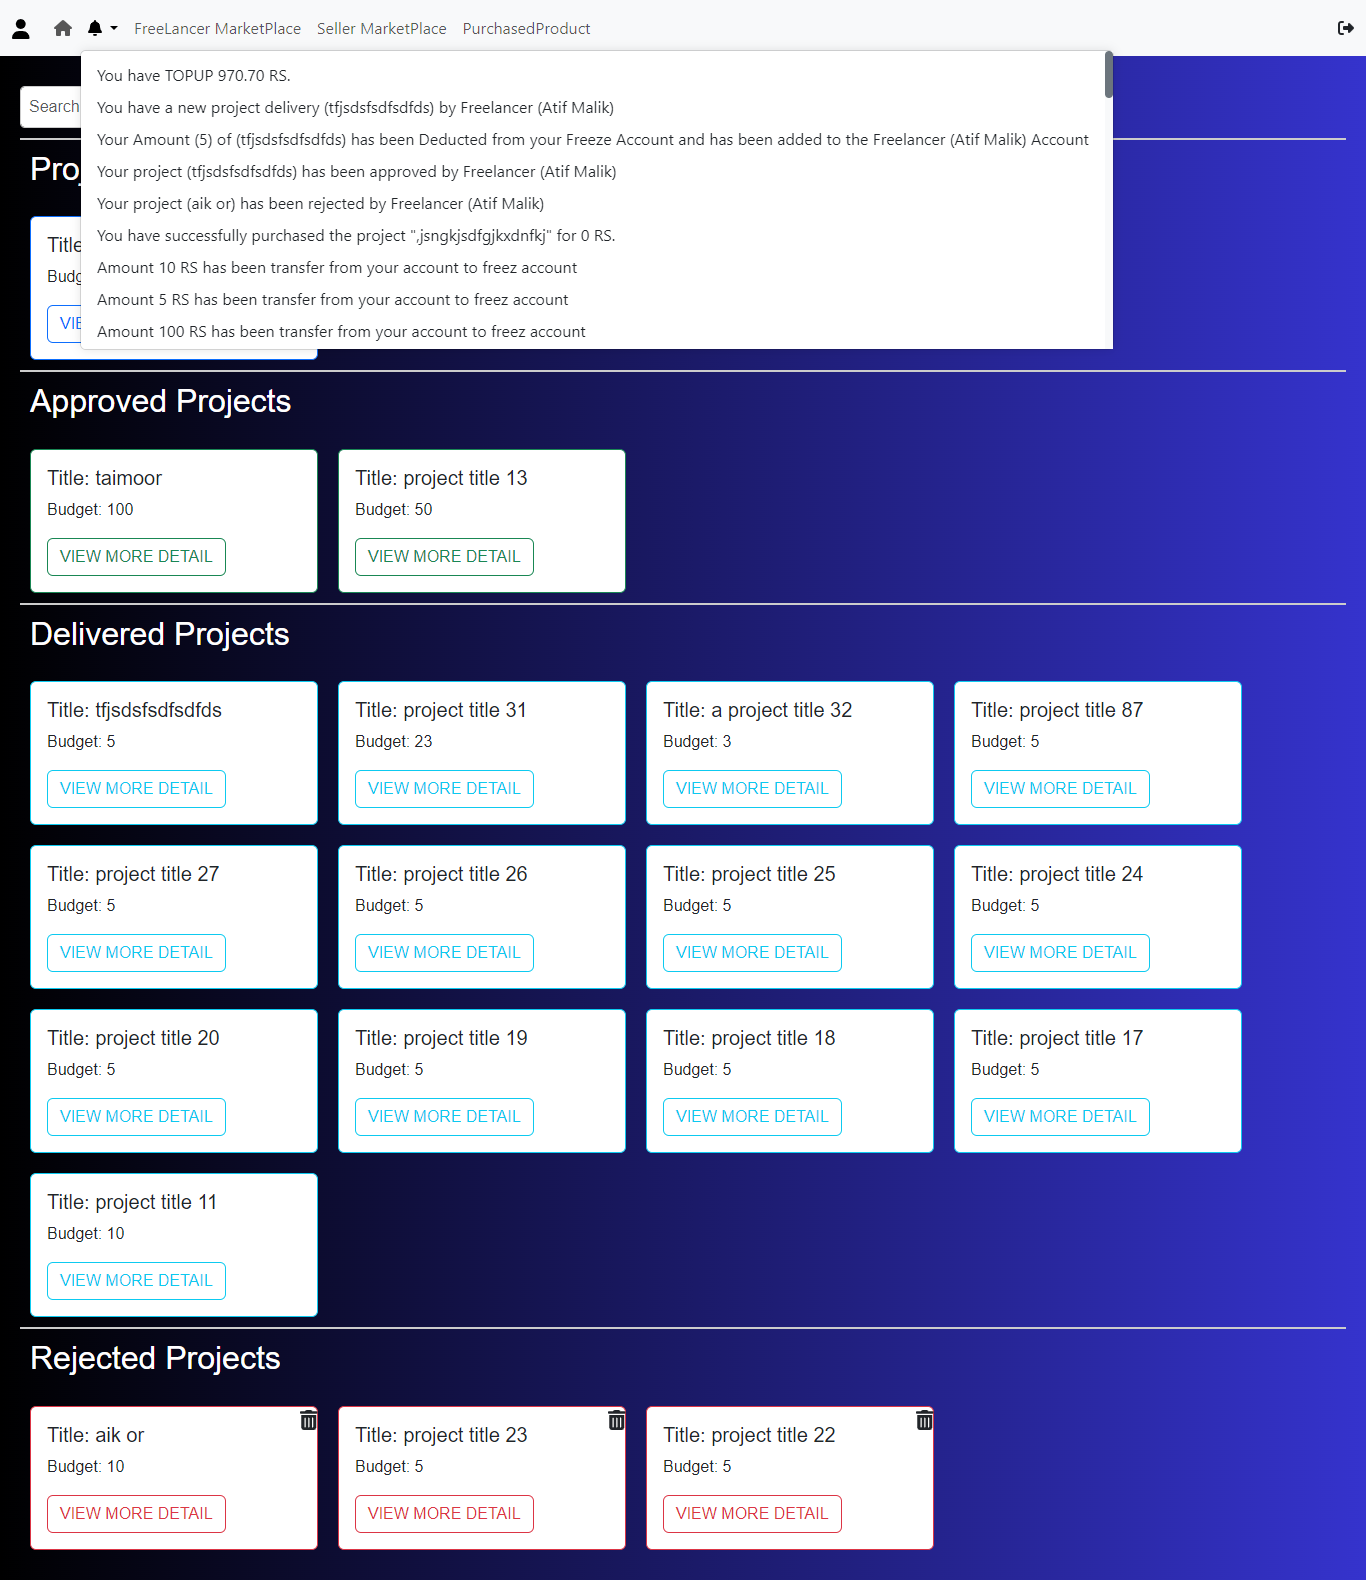 FreeLancer MarketPlace Seller MarketPlace PurchasedProduct
You have TOPUP 970.70 RS.
You have a new project delivery (tfjsdsfsdfsdfds) by Freelancer (Atif Malik)
Your Amount (5) of (tfjsdsfsdfsdfds) has been Deducted from your Freeze Account and has been added to the Freelancer (Atif Malik) Account
Your project (tfjsdsfsdfsdfds) has been approved by Freelancer (Atif Malik)
Your project (aik or) has been rejected by Freelancer (Atif Malik)
You have successfully purchased the project ",jsngkjsdfgjkxdnfkj" for 0 RS.
Amount 10 RS has been transfer from your account to freez account
Amount 5 RS has been transfer from your account to freez account
Amount 100 RS has been transfer from your account to freez account
Search
Title
Approved Projects
Title: taimoor
Budget: 100
VIEW MORE DETAIL
Title: project title 13
Budget: 50
VIEW MORE DETAIL
Delivered Projects
Title: tfjsdsfsdfsdfds
Budget: 5
VIEW MORE DETAIL
Title: project title 31
Budget: 23
VIEW MORE DETAIL
Title: a project title 32
Budget: 3
VIEW MORE DETAIL
Title: project title 87
Budget: 5
VIEW MORE DETAIL
Title: project title 27
Budget: 5
VIEW MORE DETAIL
Title: project title 26
Budget: 5
VIEW MORE DETAIL
Title: project title 25
Budget: 5
VIEW MORE DETAIL
Title: project title 24
Budget: 5
VIEW MORE DETAIL
Title: project title 20
Budget: 5
VIEW MORE DETAIL
Title: project title 19
Budget: 5
VIEW MORE DETAIL
Title: project title 18
Budget: 5
VIEW MORE DETAIL
Title: project title 17
Budget: 5
VIEW MORE DETAIL
Title: project title 11
Budget: 10
VIEW MORE DETAIL
Rejected Projects
Title: aik or
Budget: 10
VIEW MORE DETAIL
Title: project title 23
Budget: 5
VIEW MORE DETAIL
Title: project title 22
Budget: 5
VIEW MORE DETAIL